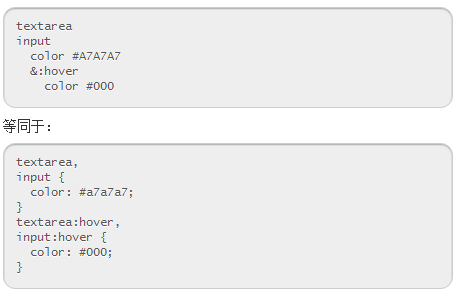 textarea
input
  color #A7A7A7
  &:hover
    color #000
等同于：
textarea,
input {
  color: #a7a7a7;
}
textarea:hover,
input:hover {
  color: #000;
}